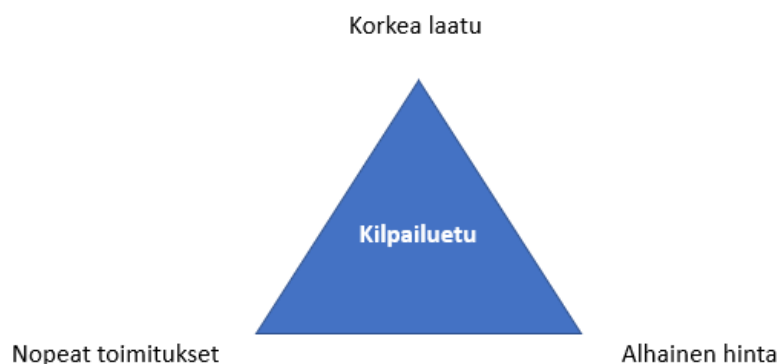 Korkea laatu
Kilpailuetu
Nopeat toimitukset
Alhainen hinta